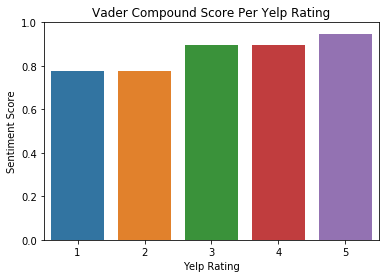 Vader Compound Score Per Yelp Rating
1.0
0.8
0.6
0.4
0.2
0.0
Sentiment Score
1 2 3 4 5
Yelp Rating